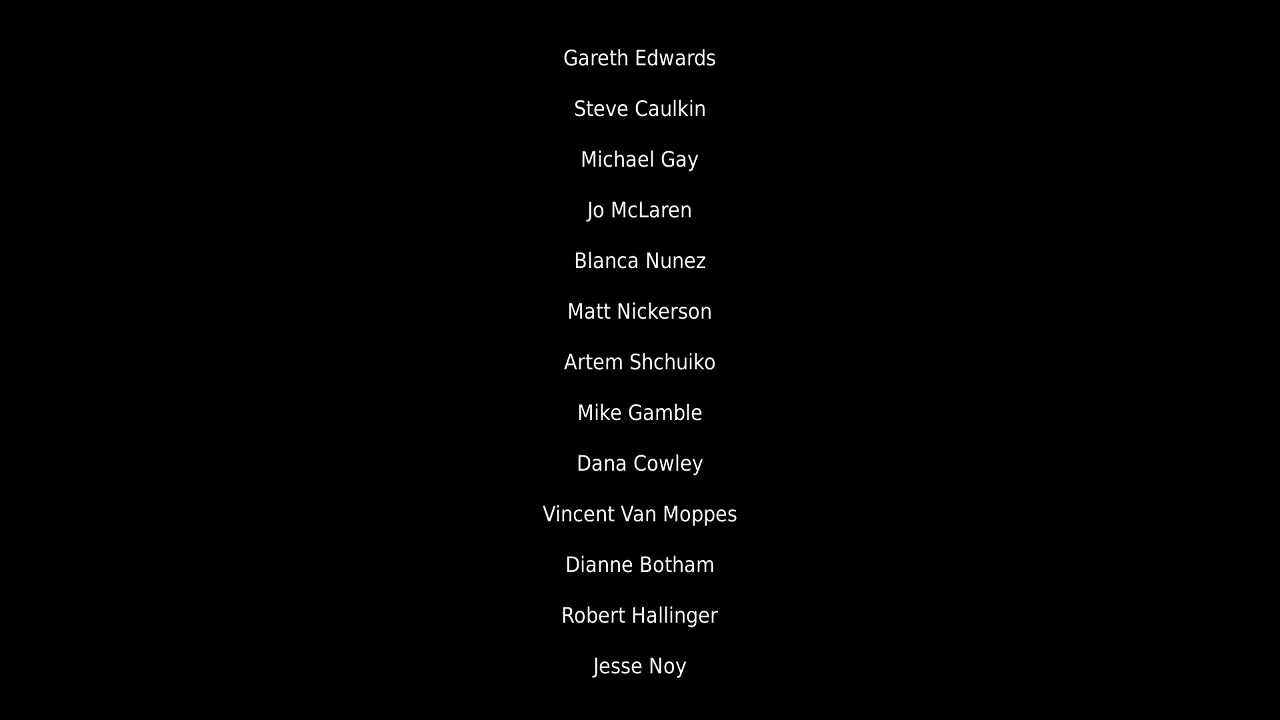 Gareth Edwards
Steve Caulkin
Michael Gay
Jo McLaren
Blanca Nunez
Matt Nickerson
Artem Shchuiko
Mike Gamble
Dana Cowley
Vincent Van Moppes
Dianne Botham
Robert Hallinger
Jesse Noy